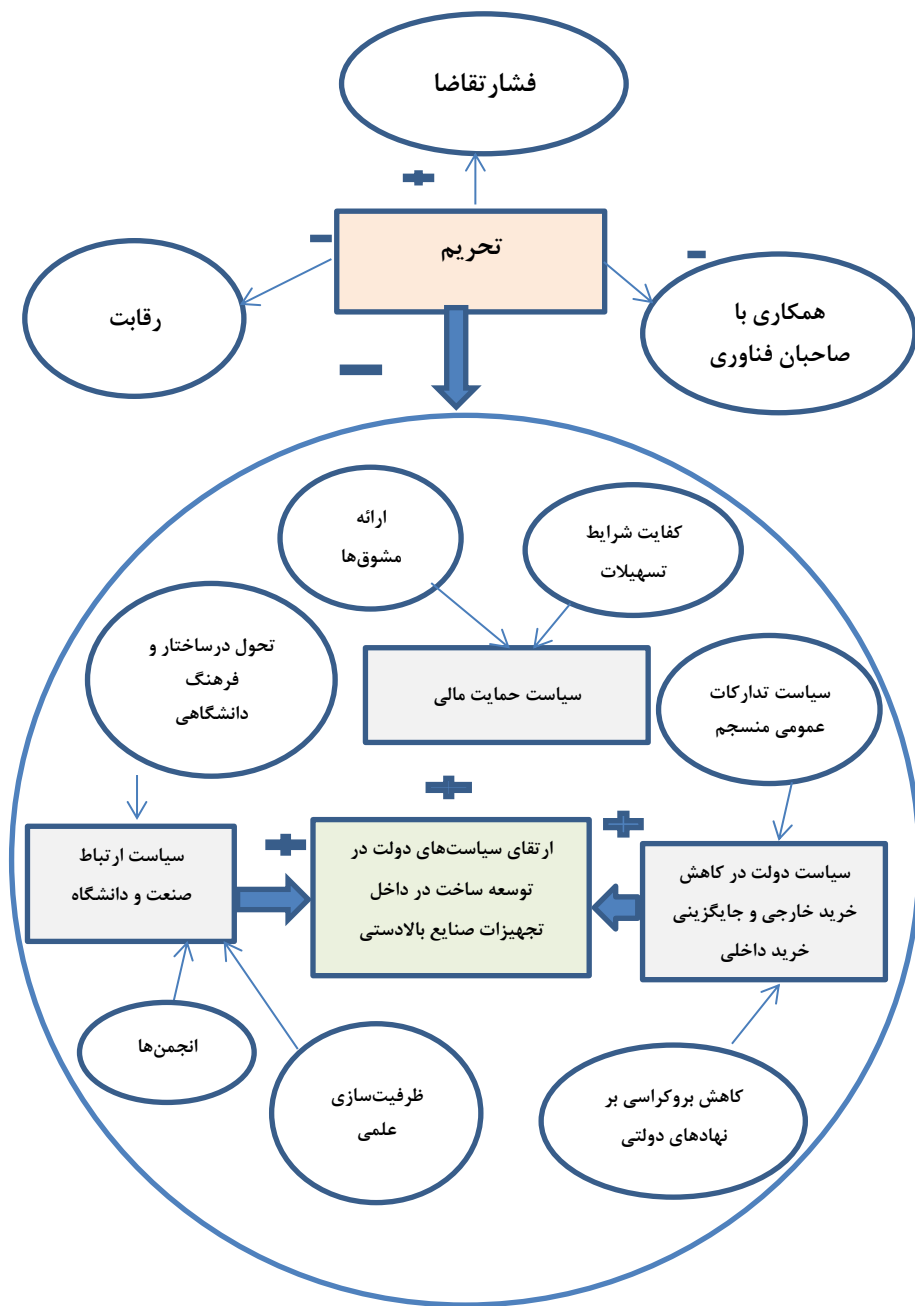 فشارتقاضا
+
تحریم
-
-
رقابت
همکاری با
صاحبان فناوری
-
ارائه
مشوق‌ها
کفایت شرایط
تسهیلات
تحول درساختار و
فرهنگ
دانشگاهی
سیاست حمایت مالی
سیاست تدارکات
عمومی منسجم
+
+
+
سیاست دولت در کاهش
خرید خارجی و جایگزینی
خرید داخلی
ارتقای سیاست‌های دولت در
توسعه ساخت در داخل
تجهیزات صنایع بالادستی
سیاست ارتباط
صنعت و دانشگاه
انجمن‌ها
ظرفیت‌سازی
علمی
کاهش بروکراسی بر
نهادهای دولتی